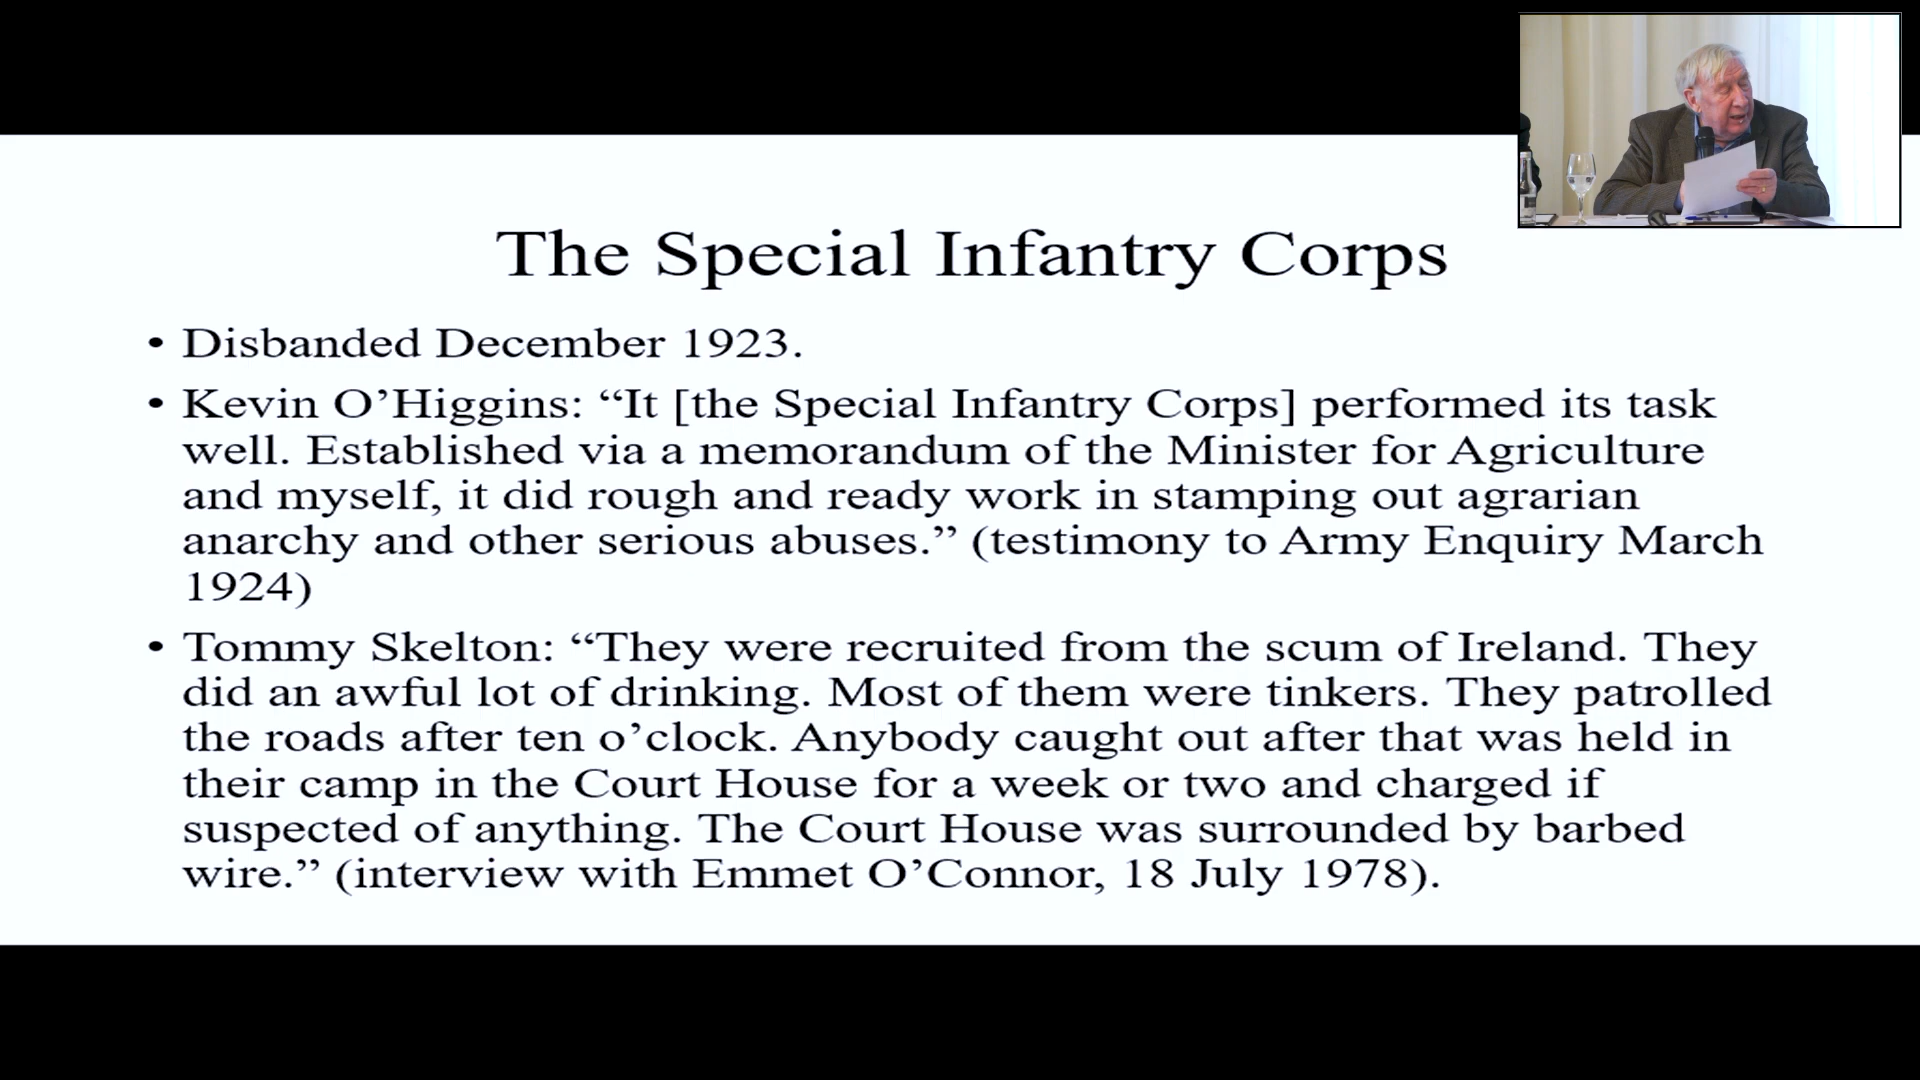 The Special Infantry Corps
• Disbanded December 1923.
• Kevin O’Higgins: “It [the Special Infantry Corps] performed its task
well. Established via a memorandum of the Minister for Agriculture
and myself, it did rough and ready work in stamping out agrarian
anarchy and other serious abuses.” (testimony to Army Enquiry March
1924)
• Tommy Skelton: “They were recruited from the scum of Ireland. They
did an awful lot of drinking. Most of them were tinkers. They patrolled
the roads after ten o’clock. Anybody caught out after that was held in
their camp in the Court House for a week or two and charged if
suspected of anything. The Court House was surrounded by barbed
wire.” (interview with Emmet O’Connor, 18 July 1978).